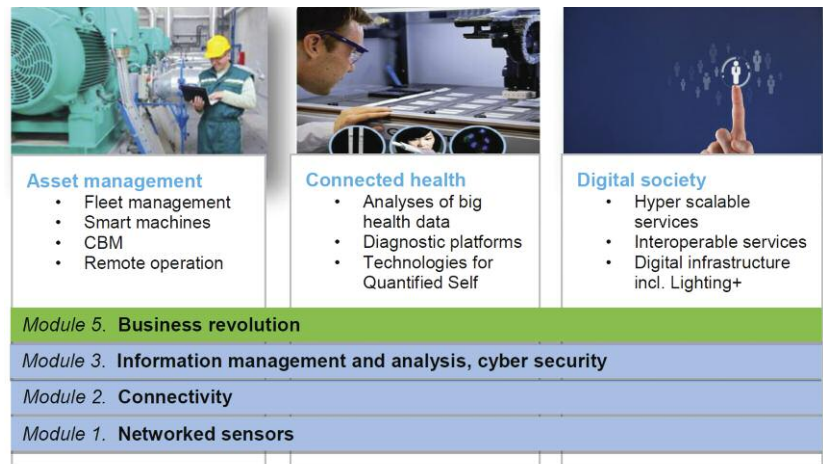 Asset management
• Fleet management
• Smart machines
• CBM
• Remote operation
Connected health
• Analyses of big
health data
• Diagnostic platforms
• Technologies for
Quantified Self
Digital society
• Hyper scalable
services
• Interoperable services
• Digital infrastructure
incl. Lighting+
Module 5. Business revolution
Module 3. Information management and analysis, cyber security
Module 2. Connectivity
Module 1. Networked sensors